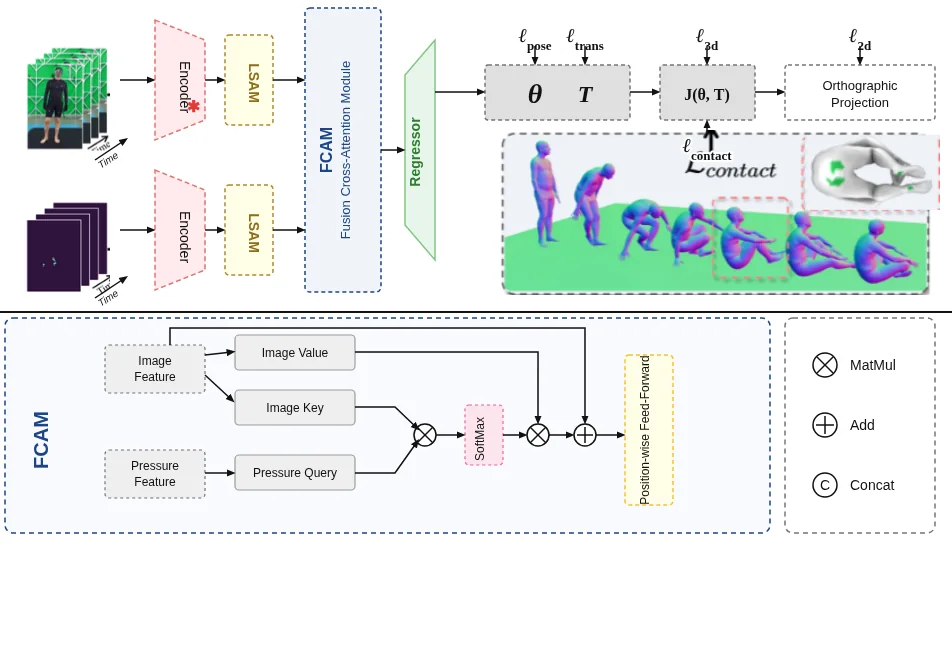 ℓpose
ℓtrans
ℓ3d
ℓ2d
Encoder
LSAM
FCAM
Fusion Cross-Attention Module
Regressor
θ T
J(θ, T)
Orthographic
Projection
Time
ℓcontact
Lcontact
Encoder
LSAM
Time
FCAM
Image
Feature
Image Value
Image Key
Pressure
Feature
Pressure Query
SoftMax
Position-wise Feed-Forward
MatMul
Add
C Concat